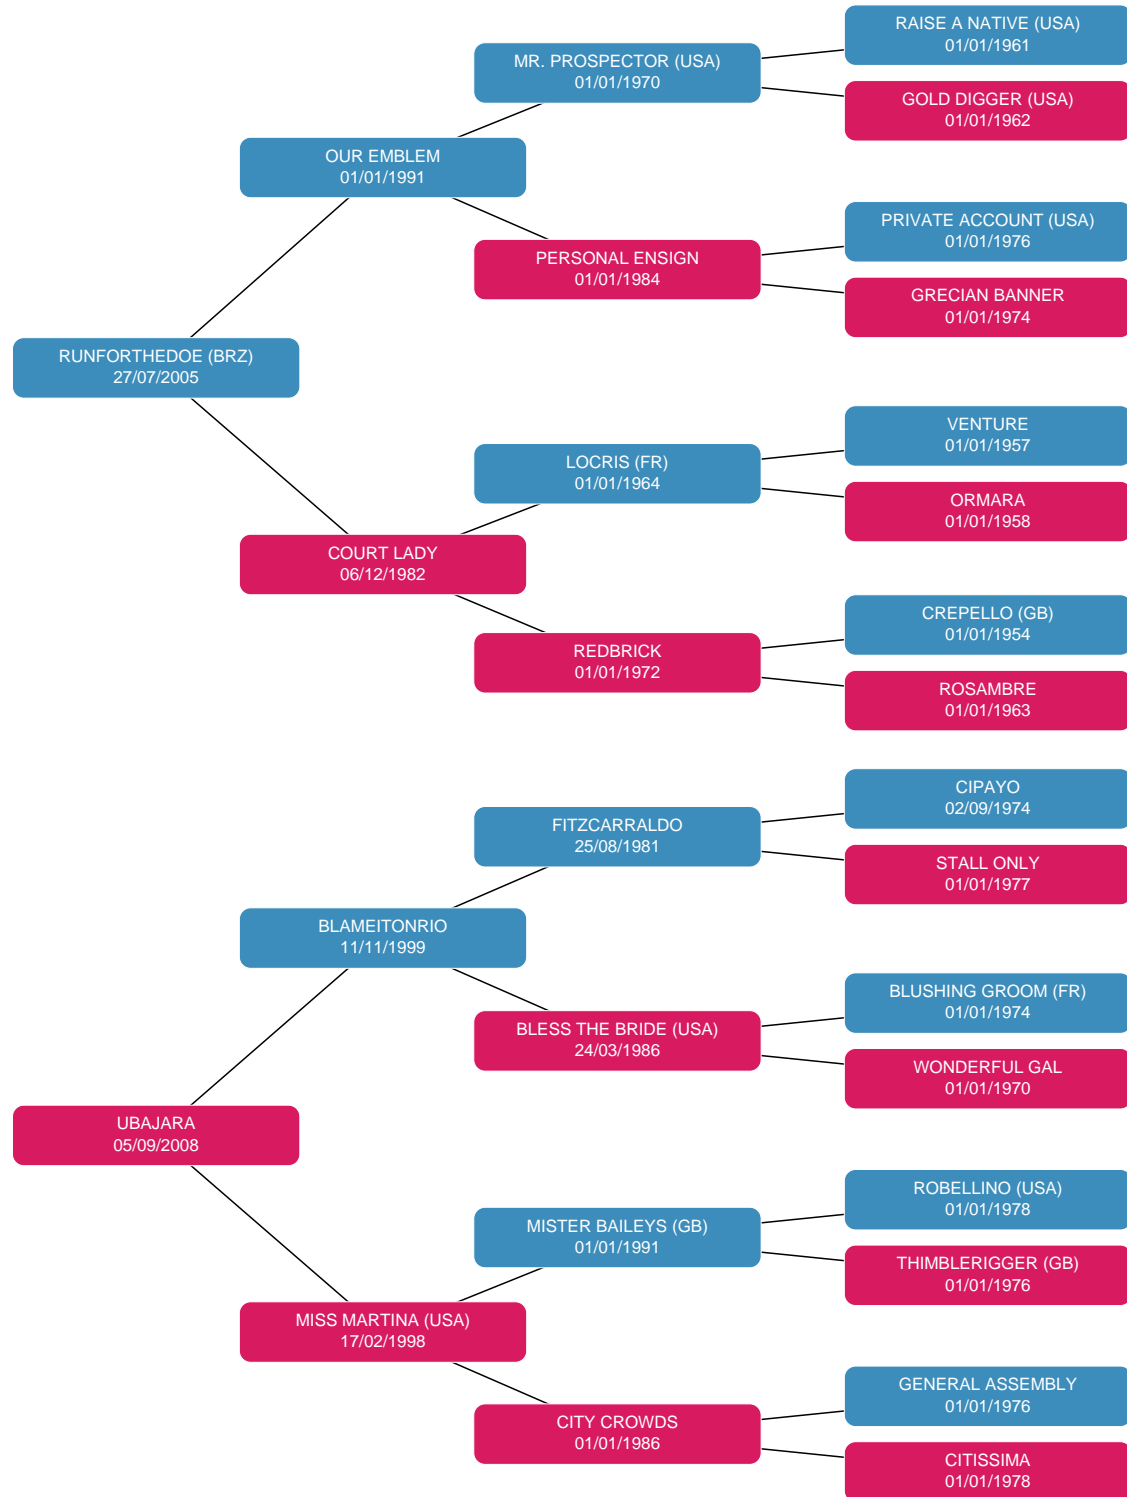 RAISE A NATIVE (USA)
01/01/1961
MR. PROSPECTOR (USA)
01/01/1970
GOLD DIGGER (USA)
01/01/1962
OUR EMBLEM
01/01/1991
PRIVATE ACCOUNT (USA)
01/01/1976
PERSONAL ENSIGN
01/01/1984
GRECIAN BANNER
01/01/1974
RUNFORTHEDOE (BRZ)
27/07/2005
VENTURE
01/01/1957
LOCRIS (FR)
01/01/1964
ORMARA
01/01/1958
COURT LADY
06/12/1982
CREPELLO (GB)
01/01/1954
REDBRICK
01/01/1972
ROSAMBRE
01/01/1963
CIPAYO
02/09/1974
FITZCARRALDO
25/08/1981
STALL ONLY
01/01/1977
BLAMEITONRIO
11/11/1999
BLUSHING GROOM (FR)
01/01/1974
BLESS THE BRIDE (USA)
24/03/1986
WONDERFUL GAL
01/01/1970
UBAJARA
05/09/2008
ROBELLINO (USA)
01/01/1978
MISTER BAILEYS (GB)
01/01/1991
THIMBLERIGGER (GB)
01/01/1976
MISS MARTINA (USA)
17/02/1998
GENERAL ASSEMBLY
01/01/1976
CITY CROWDS
01/01/1986
CITISSIMA
01/01/1978